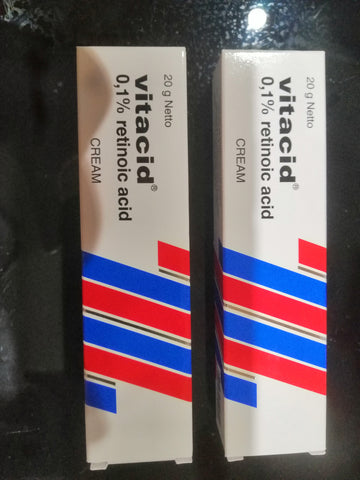 20 g Netto
vitacid®
0,1% retinoic acid
CREAM
20 g Netto
vitacid®
0,1% retinoic acid
CREAM